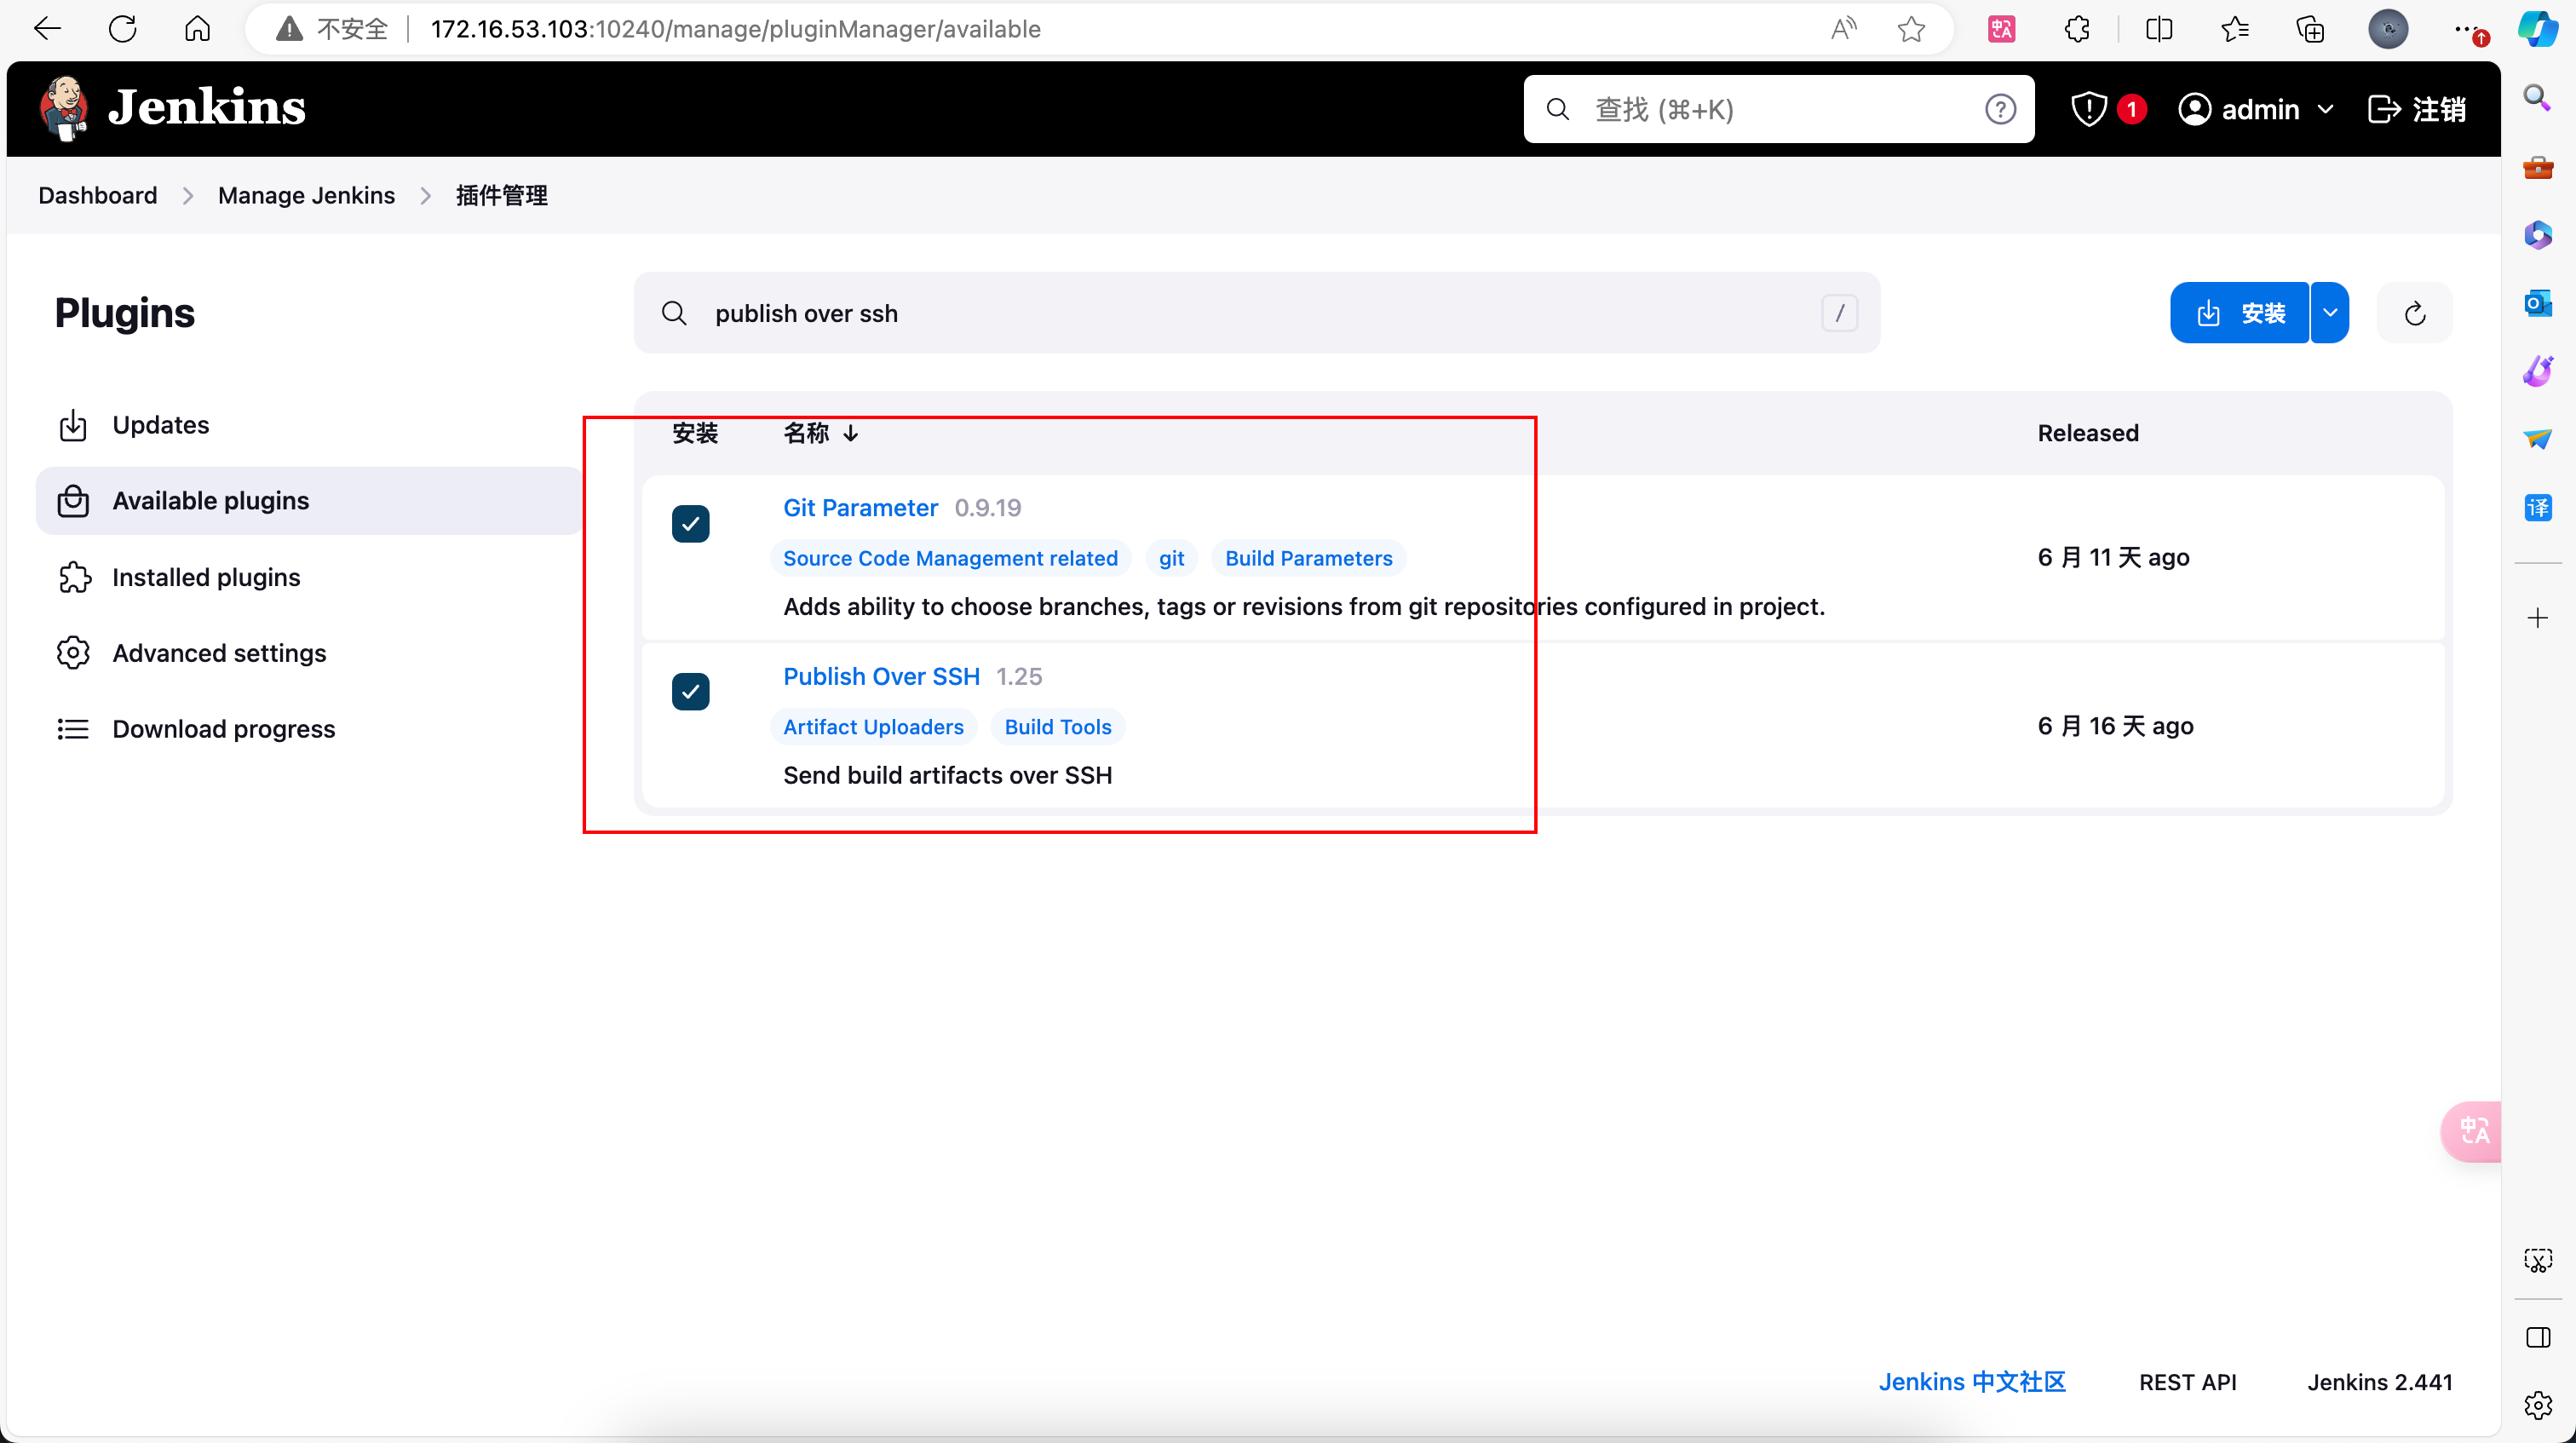 不安全 172.16.53.103:10240/manage/pluginManager/available
Jenkins 查找 (⌘+K) 1 admin 注销
Dashboard Manage Jenkins 插件管理
Plugins
publish over ssh /
安装
Updates
Available plugins
Installed plugins
Advanced settings
Download progress
安装 名称 ↓ Released
Git Parameter 0.9.19
Source Code Management related git Build Parameters
Adds ability to choose branches, tags or revisions from git repositories configured in project.
6 月 11 天 ago
Publish Over SSH 1.25
Artifact Uploaders Build Tools
Send build artifacts over SSH
6 月 16 天 ago
译
中A
Jenkins 中文社区 REST API Jenkins 2.441